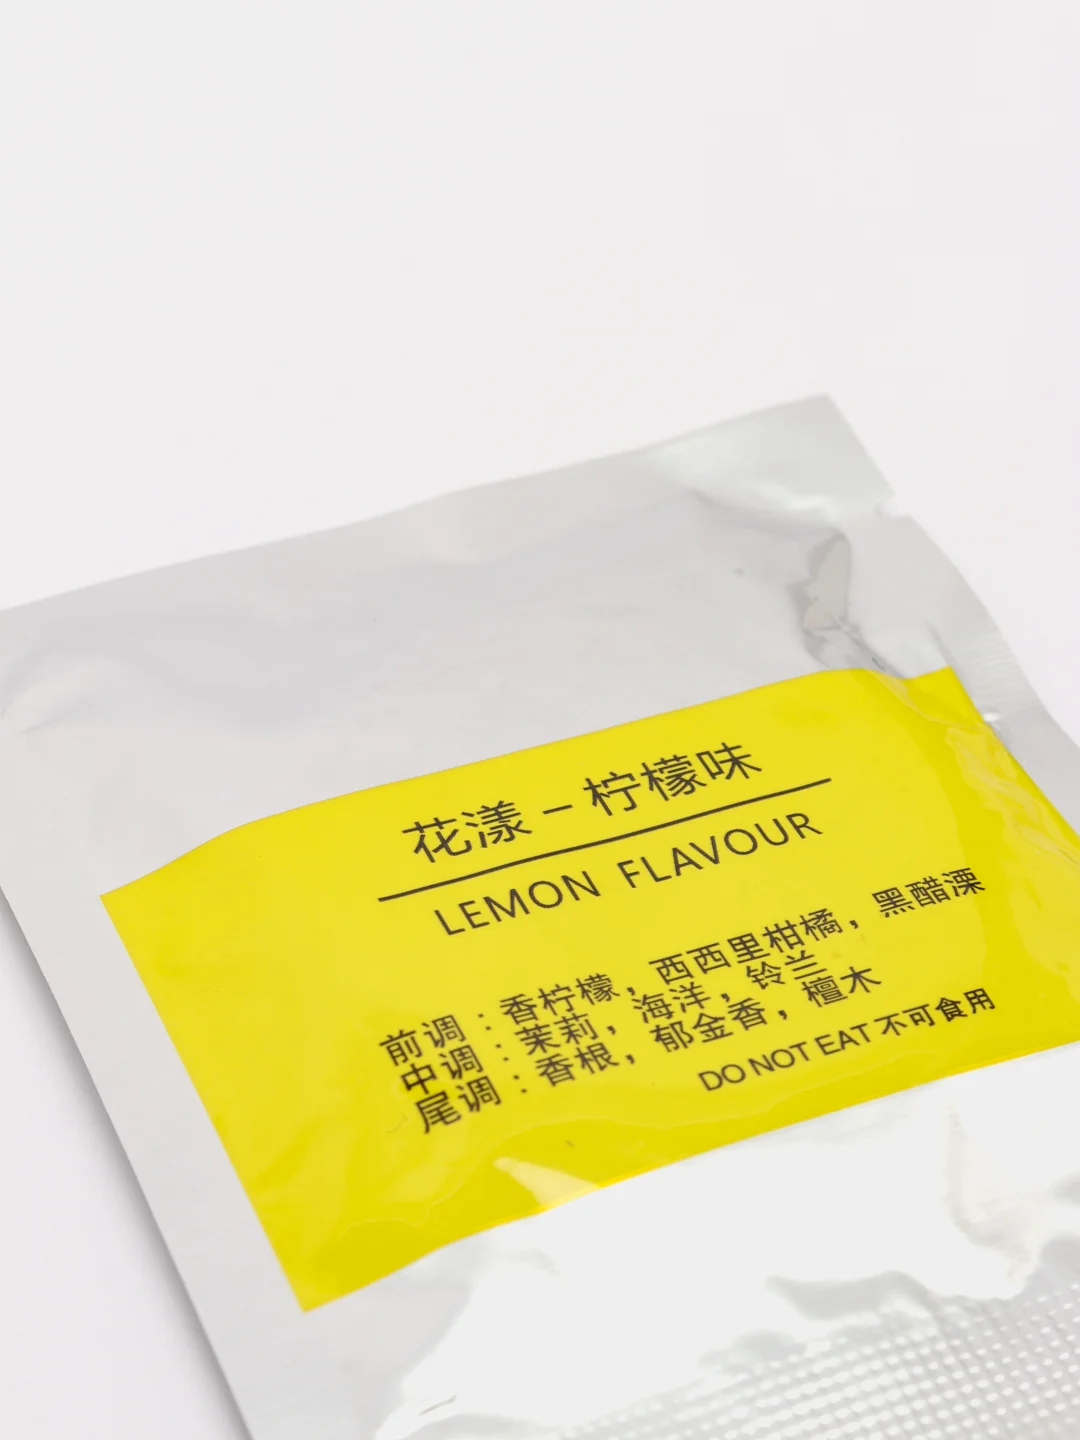 花漾 – 柠檬味
LEMON FLAVOUR
前调：香柠檬，西西里柑橘，黑醋溧
中调：茉莉，海洋，铃兰
尾调：香根，郁金香，檀木
DO NOT EAT 不可食用